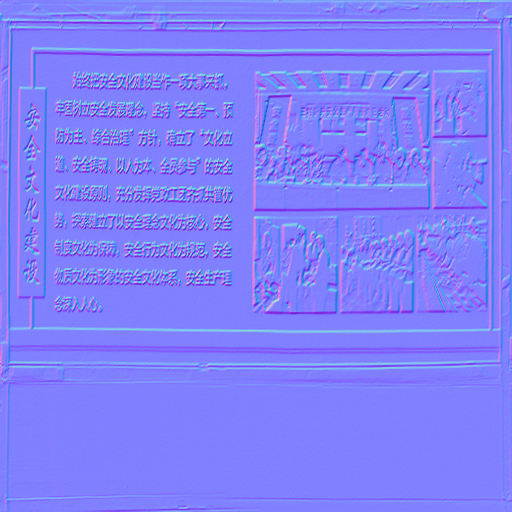 安全文化建设
始终把安全文化建设当作一项大事来抓,
牢固树立安全发展理念, 坚持“安全第一、预
防为主、综合治理”方针, 确立了“文化立
道、安全铸魂、以人为本、全员参与”的安全
文化建设原则, 充分发挥党政工团齐抓共管优
势, 探索建立了以安全理念文化为核心, 安全
制度文化为保障, 安全行为文化为规范, 安全
物质文化为形象的安全文化体系, 安全生产理
念深入人心。